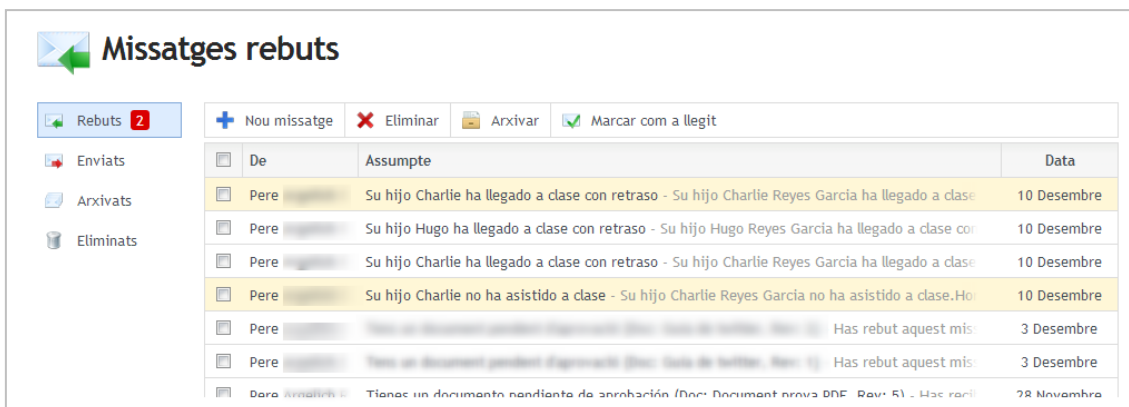 Missatges rebuts
Rebuts 2
Nou missatge Eliminar Arxivar Marcar com a llegit
Enviats
De Assumpte Data
Arxivats
Pere Su hijo Charlie ha llegado a clase con retraso - Su hijo Charlie Reyes Garcia ha llegado a clase 10 Desembre
Pere Su hijo Hugo ha llegado a clase con retraso - Su hijo Hugo Reyes Garcia ha llegado a clase con 10 Desembre
Eliminats
Pere Su hijo Charlie ha llegado a clase con retraso - Su hijo Charlie Reyes Garcia ha llegado a clase 10 Desembre
Pere Su hijo Charlie no ha asistido a clase - Su hijo Charlie Reyes Garcia no ha asistido a clase.Ho 10 Desembre
Pere Has rebut aquest mis 3 Desembre
Pere Has rebut aquest mis 3 Desembre
Pere Tienes un documento pendiente de aprobación (Doc: Document prova PDF, Rev: 5) - Has reci 28 Novembre